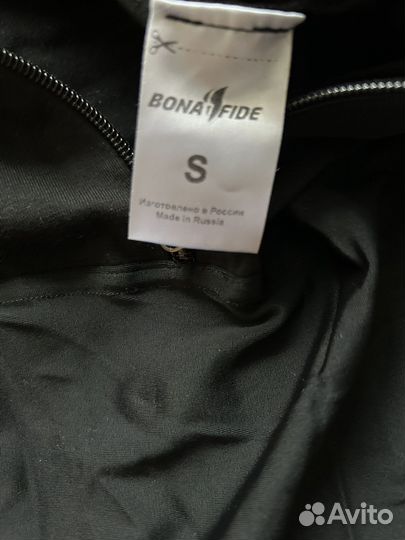 BONA FIDE
S
Изготовлено в России
Made in Russia
Avito